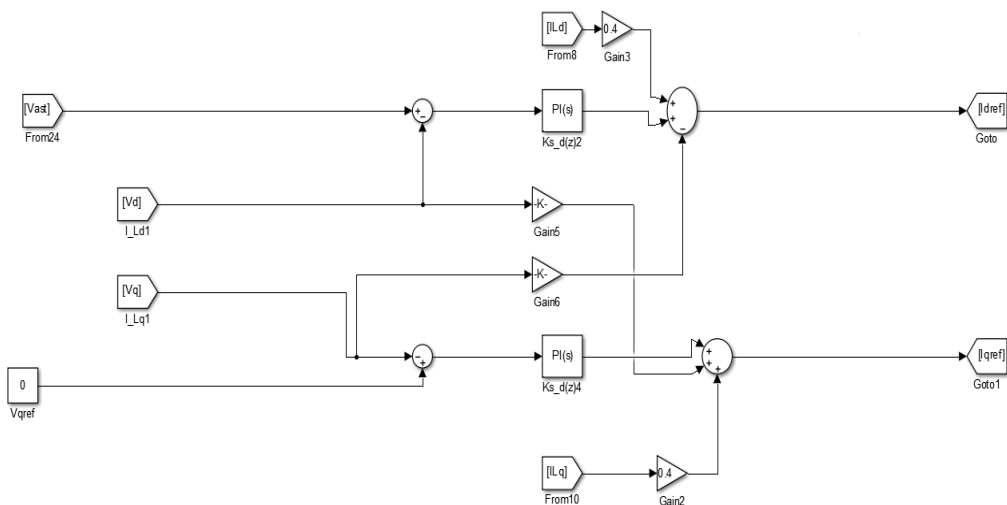 [ILd]
From8
0.4
Gain3
[Vast]
From24
+
−
PI(s)
Ks_d(z)2
+
+
−
[Idref]
Goto
[Vd]
I_Ld1
-K-
Gain5
[Vq]
I_Lq1
-K-
Gain6
−
+
PI(s)
Ks_d(z)4
+
+
+
[Iqref]
Goto1
0
Vqref
[ILq]
From10
0.4
Gain2